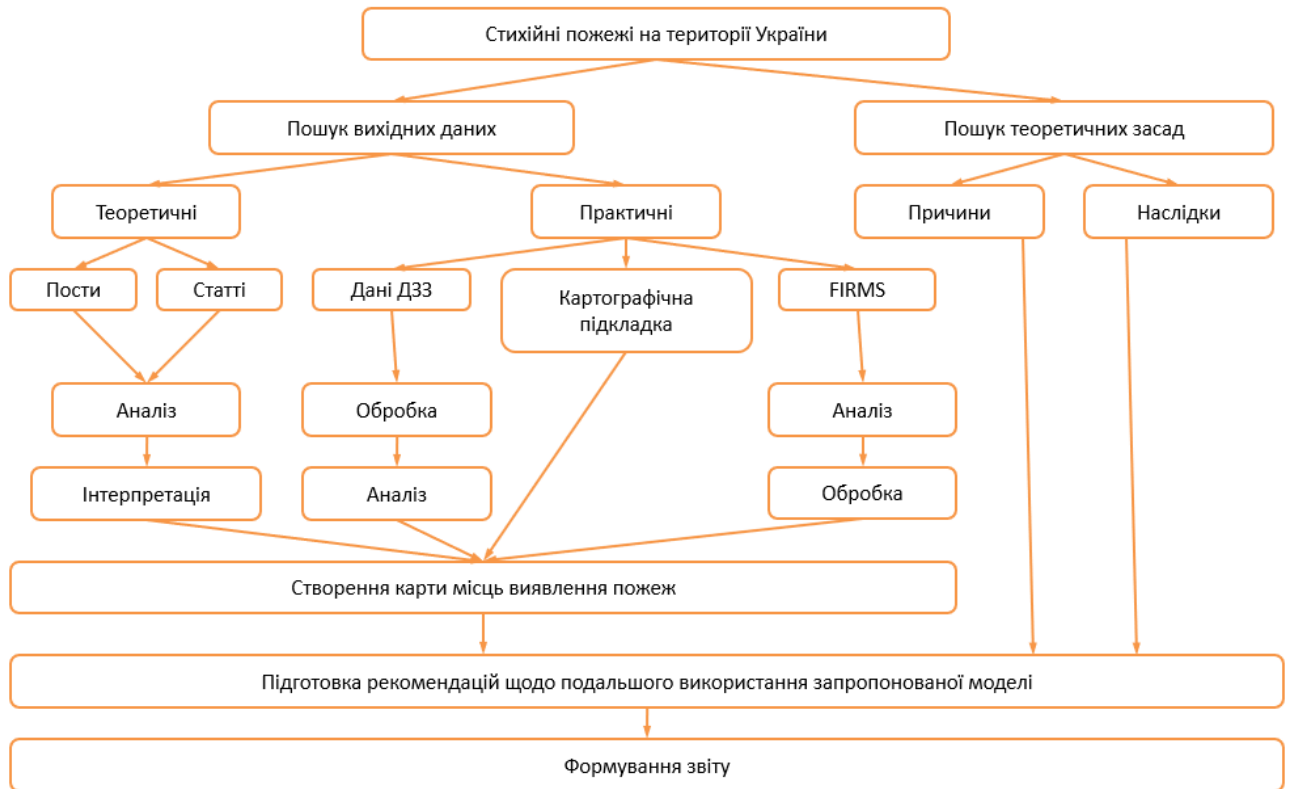 Стихійні пожежі на території України
Пошук вихідних даних
Пошук теоретичних засад
Теоретичні
Практичні
Причини
Наслідки
Пости
Статті
Дані ДЗЗ
Картографічна
підкладка
FIRMS
Аналіз
Обробка
Аналіз
Інтерпретація
Аналіз
Обробка
Створення карти місць виявлення пожеж
Підготовка рекомендацій щодо подальшого використання запропонованої моделі
Формування звіту